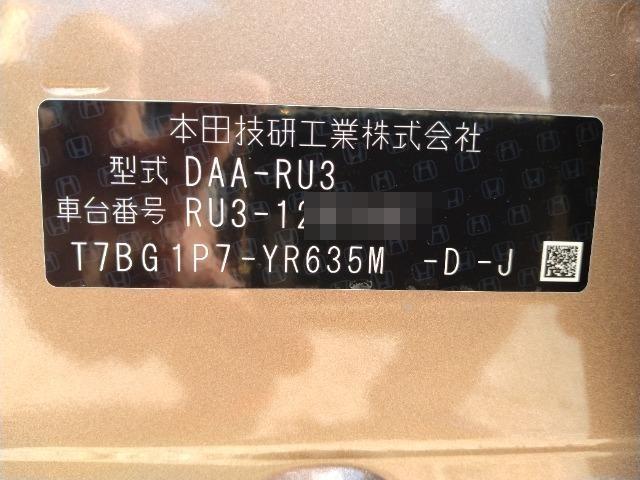 本田技研工業株式会社
型式 DAA-RU3
車台番号 RU3-12
T7BG1P7-YR635M -D-J